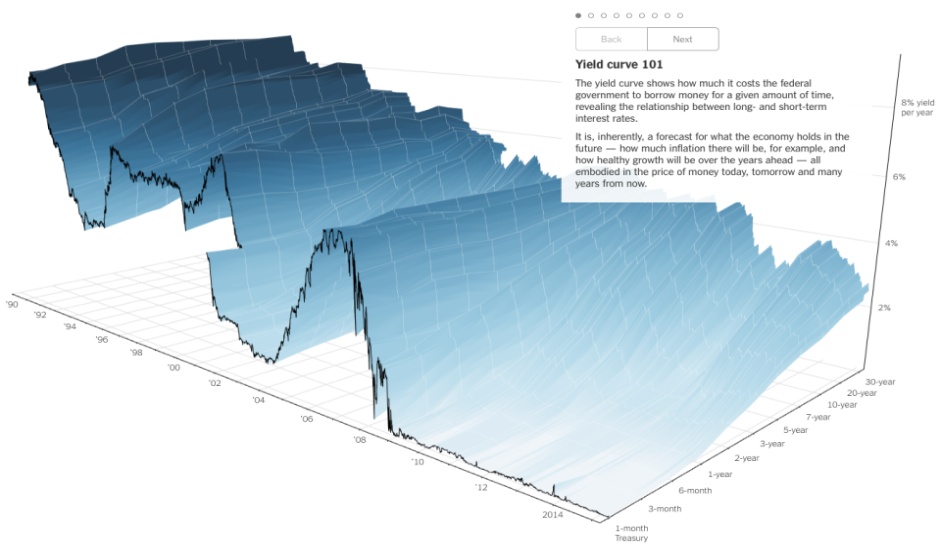 Back
Next
Yield curve 101
The yield curve shows how much it costs the federal
government to borrow money for a given amount of time,
revealing the relationship between long- and short-term
interest rates.
It is, inherently, a forecast for what the economy holds in the
future — how much inflation there will be, for example, and
how healthy growth will be over the years ahead — all
embodied in the price of money today, tomorrow and many
years from now.
8% yield
per year
6%
4%
2%
'90
'92
'94
'96
'98
'00
'02
'04
'06
'08
'10
'12
2014
30-year
20-year
10-year
7-year
5-year
3-year
2-year
1-year
6-month
3-month
1-month
Treasury